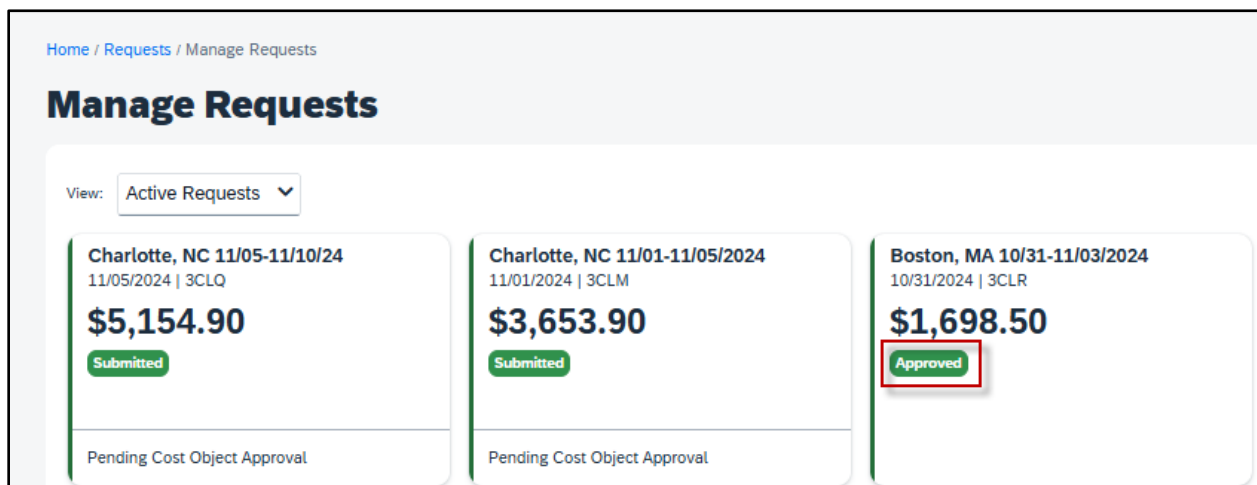 Home / Requests / Manage Requests
Manage Requests
View: Active Requests
Charlotte, NC 11/05-11/10/24
11/05/2024 | 3CLQ
$5,154.90
Submitted
Pending Cost Object Approval
Charlotte, NC 11/01-11/05/2024
11/01/2024 | 3CLM
$3,653.90
Submitted
Pending Cost Object Approval
Boston, MA 10/31-11/03/2024
10/31/2024 | 3CLR
$1,698.50
Approved